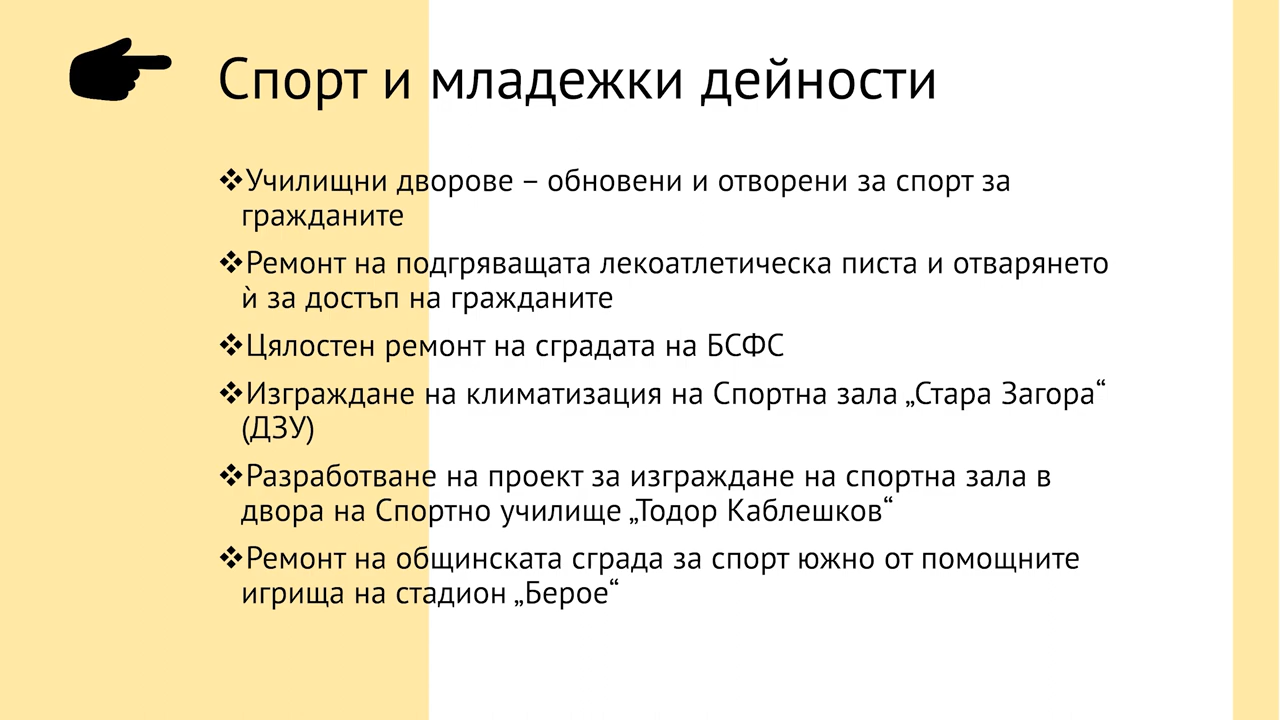 Спорт и младежки дейности
❖Училищни дворове – обновени и отворени за спорт за
гражданите
❖Ремонт на подгряващата лекоатлетическа писта и отварянето
ѝ за достъп на гражданите
❖Цялостен ремонт на сградата на БСФС
❖Изграждане на климатизация на Спортна зала „Стара Загора“
(ДЗУ)
❖Разработване на проект за изграждане на спортна зала в
двора на Спортно училище „Тодор Каблешков“
❖Ремонт на общинската сграда за спорт южно от помощните
игрища на стадион „Берое“